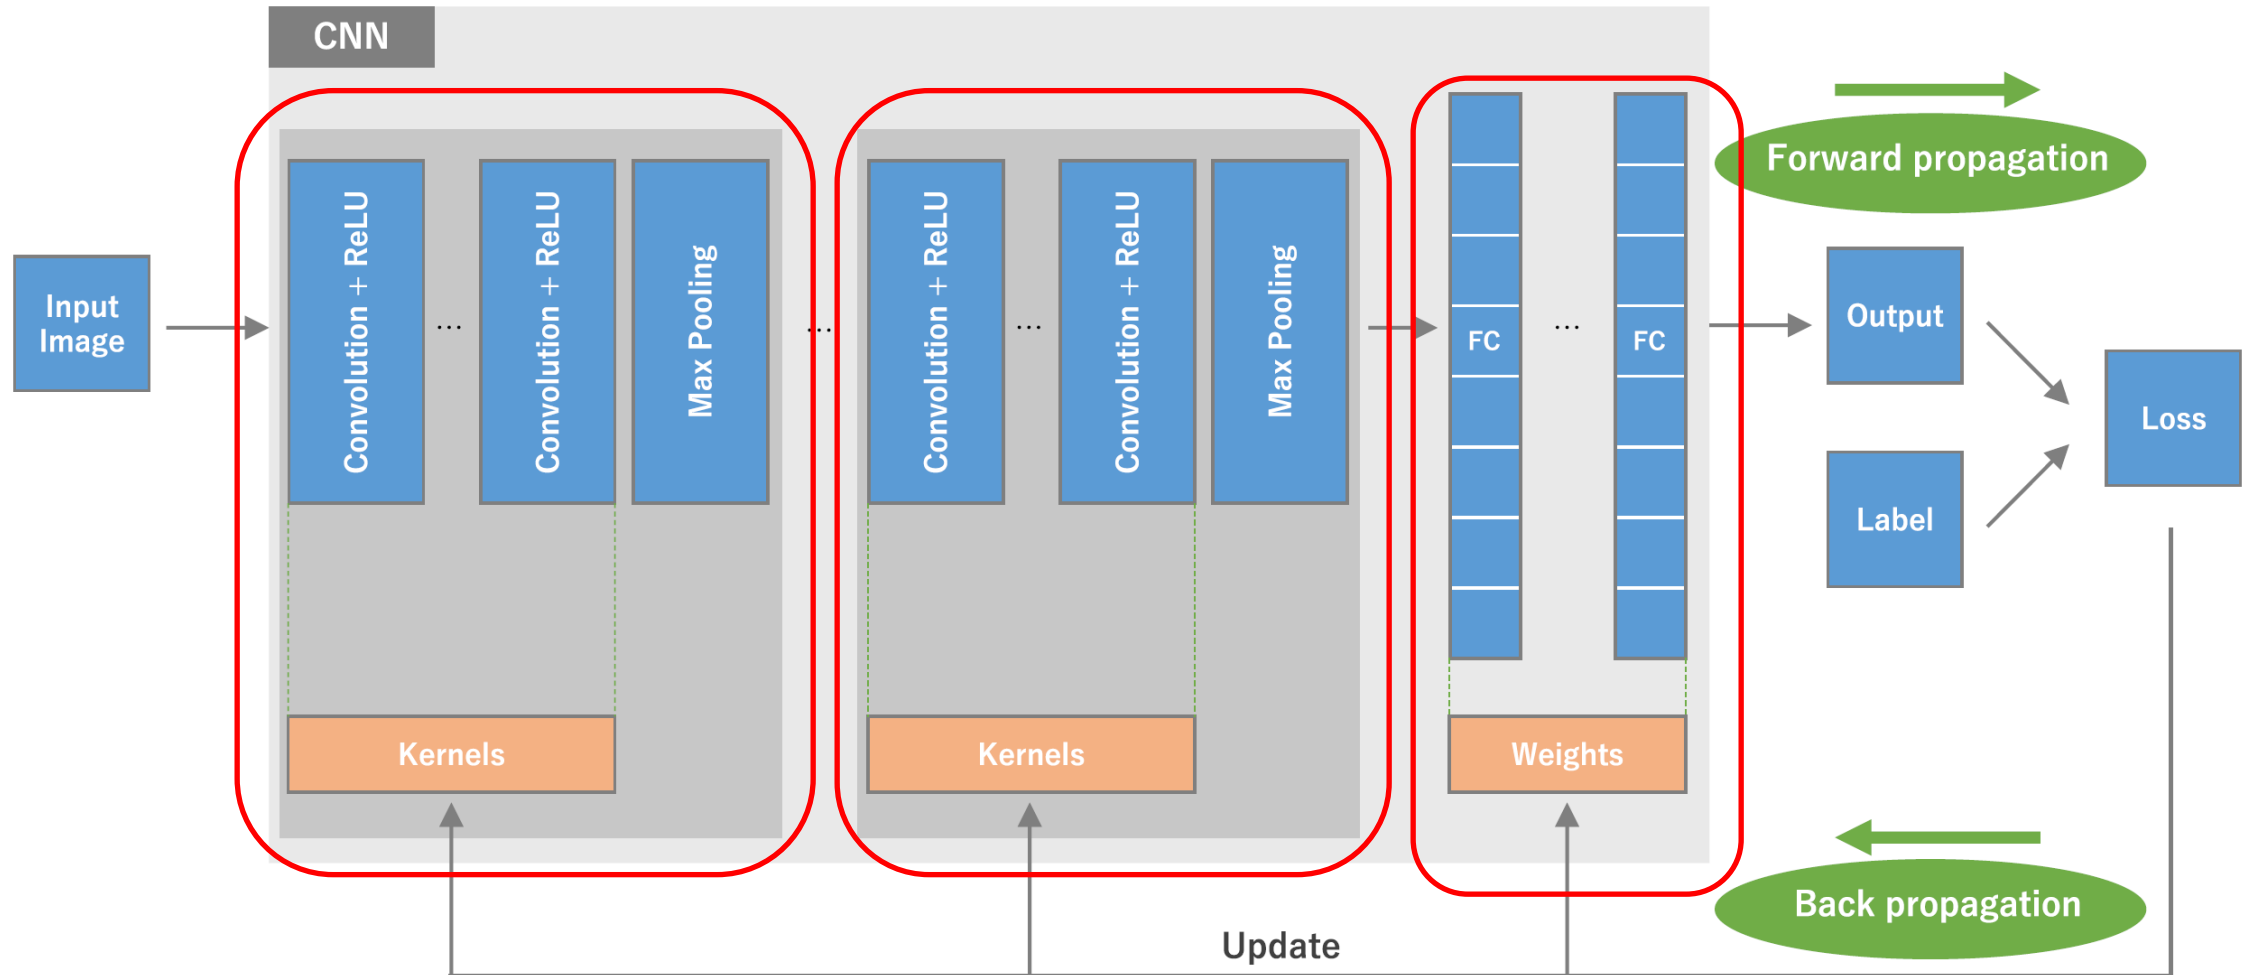 CNN
Input
Image
Convolution + ReLU
...
Convolution + ReLU
Max Pooling
...
Convolution + ReLU
...
Convolution + ReLU
Max Pooling
FC
...
FC
Kernels
Kernels
Weights
Forward propagation
Output
Label
Loss
Back propagation
Update